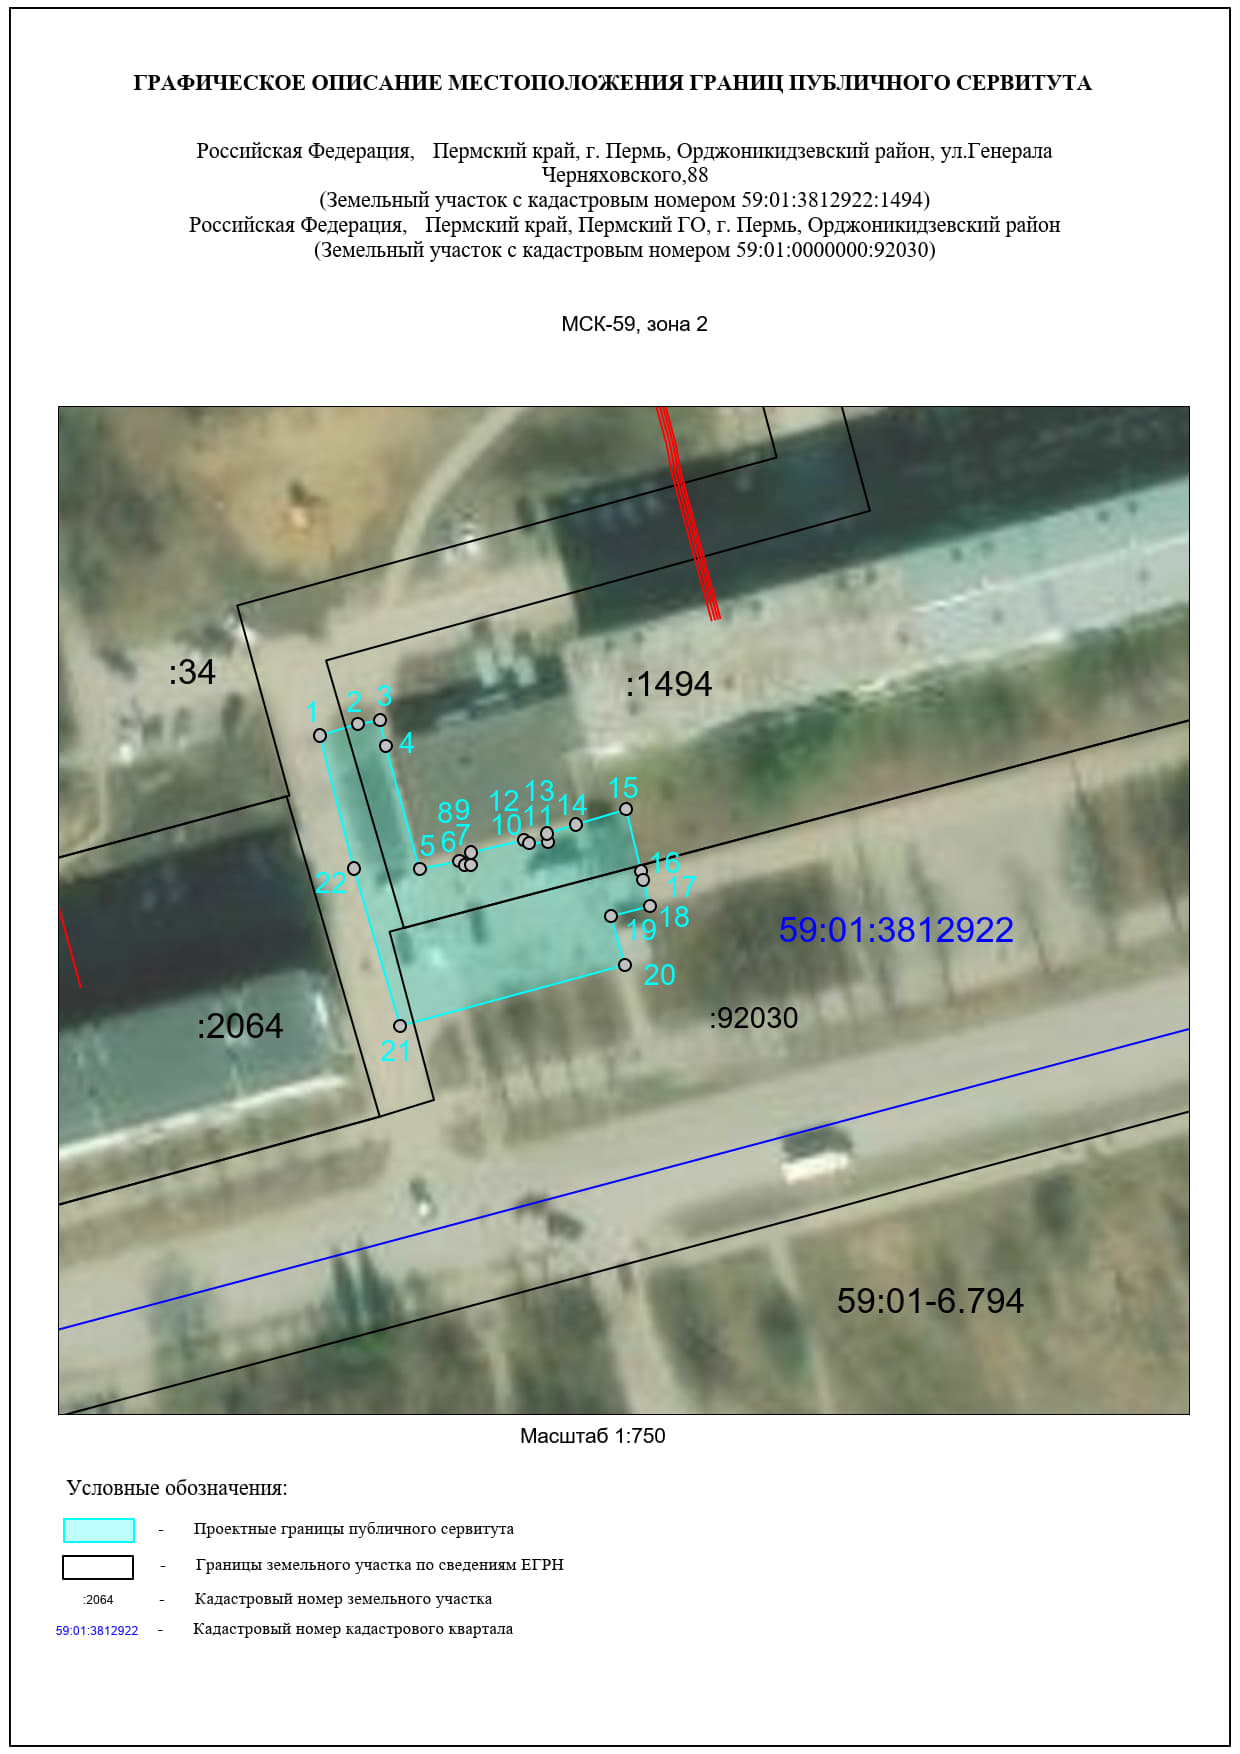 ГРАФИЧЕСКОЕ ОПИСАНИЕ МЕСТОПОЛОЖЕНИЯ ГРАНИЦ ПУБЛИЧНОГО СЕРВИТУТА
Российская Федерация, Пермский край, г. Пермь, Орджоникидзевский район, ул.Генерала
Черняховского,88
(Земельный участок с кадастровым номером 59:01:3812922:1494)
Российская Федерация, Пермский край, Пермский ГО, г. Пермь, Орджоникидзевский район
(Земельный участок с кадастровым номером 59:01:0000000:92030)
МСК-59, зона 2
:34
:1494
1
2
3
4
5
6
7
8
9
10
11
12
13
14
15
16
17
18
19
20
21
22
59:01:3812922
:2064
:92030
59:01-6.794
Масштаб 1:750
Условные обозначения:
- Проектные границы публичного сервитута
- Границы земельного участка по сведениям ЕГРН
:2064 - Кадастровый номер земельного участка
59:01:3812922 - Кадастровый номер кадастрового квартала